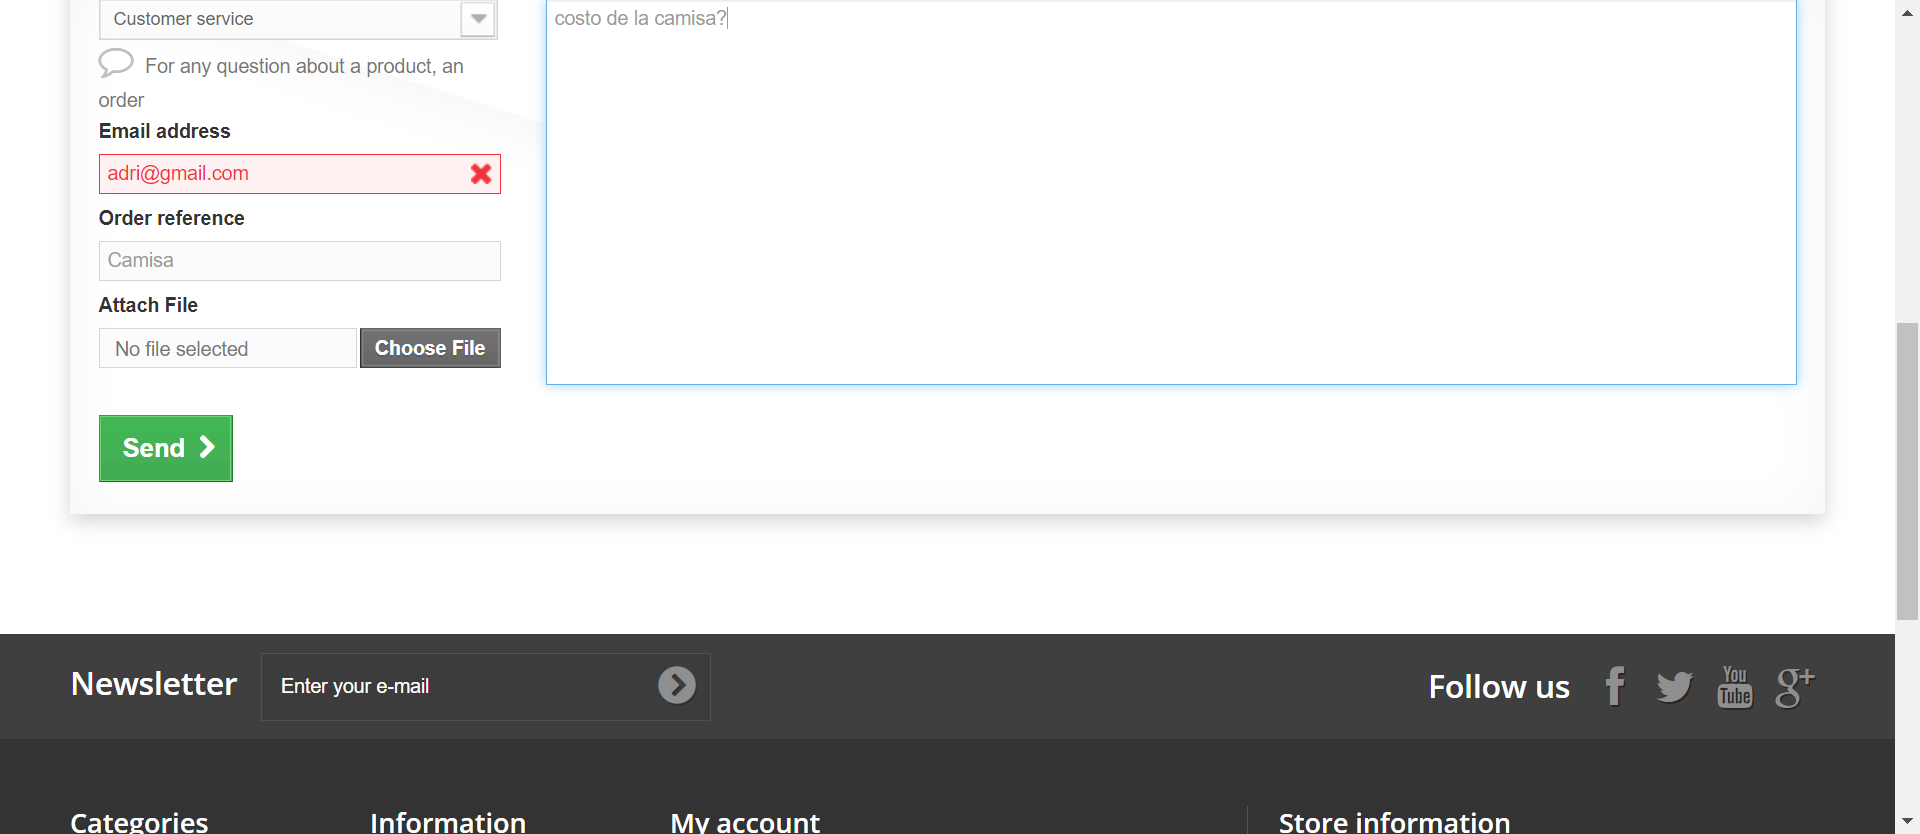 Customer service
costo de la camisa?
For any question about a product, an
order
Email address
adri@gmail.com
Order reference
Camisa
Attach File
No file selected
Choose File
Send
Newsletter
Enter your e-mail
Follow us
You
Tube
g+
Categories
Information
My account
Store information